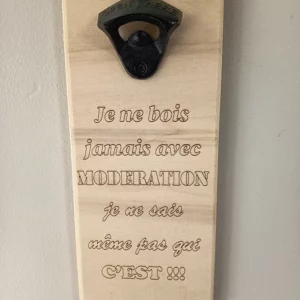 Je ne bois
jamais avec
MODERATION
je ne sais
même pas qui
C'EST !!!